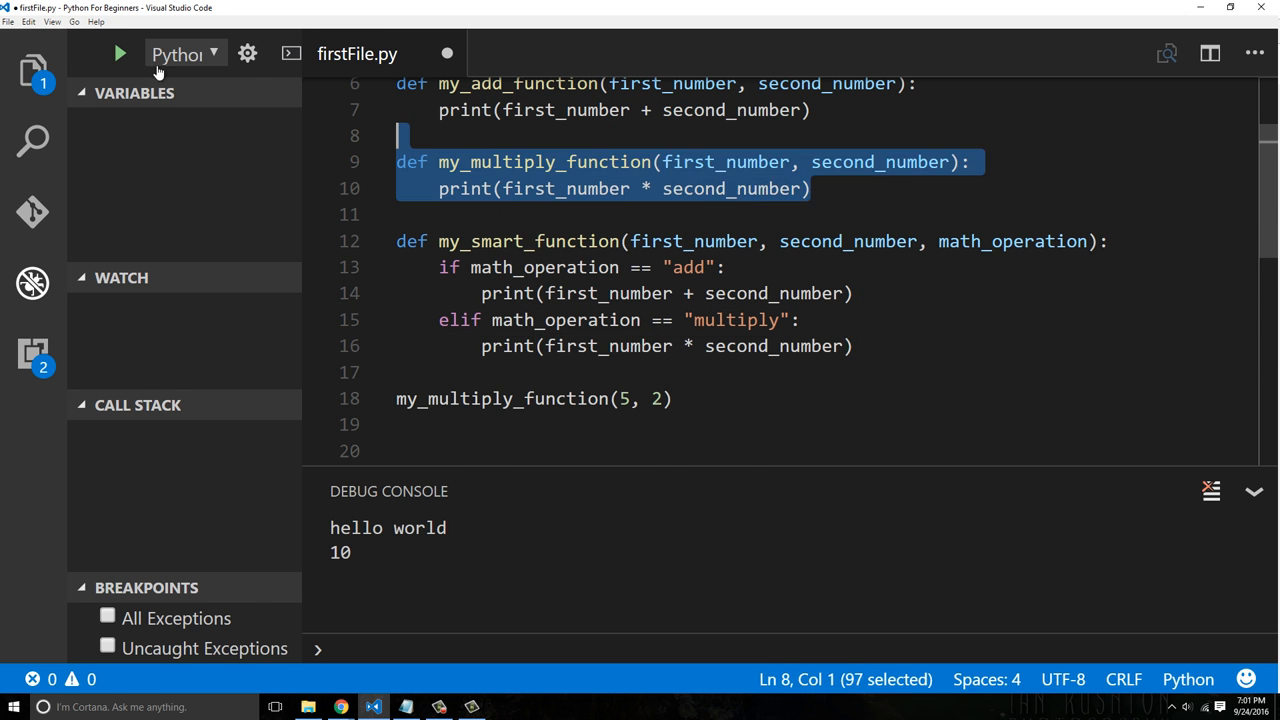 firstFile.py - Python For Beginners - Visual Studio Code
File Edit View Go Help
Python
firstFile.py
1
2
VARIABLES
WATCH
CALL STACK
BREAKPOINTS
All Exceptions
Uncaught Exceptions
6 def my_add_function(first_number, second_number):
7 print(first_number + second_number)
8
9 def my_multiply_function(first_number, second_number):
10 print(first_number * second_number)
11
12 def my_smart_function(first_number, second_number, math_operation):
13 if math_operation == "add":
14 print(first_number + second_number)
15 elif math_operation == "multiply":
16 print(first_number * second_number)
17
18 my_multiply_function(5, 2)
19
20
DEBUG CONSOLE
hello world
10
0 0
Ln 8, Col 1 (97 selected) Spaces: 4 UTF-8 CRLF Python
I'm Cortana. Ask me anything.
7:01 PM
9/24/2016